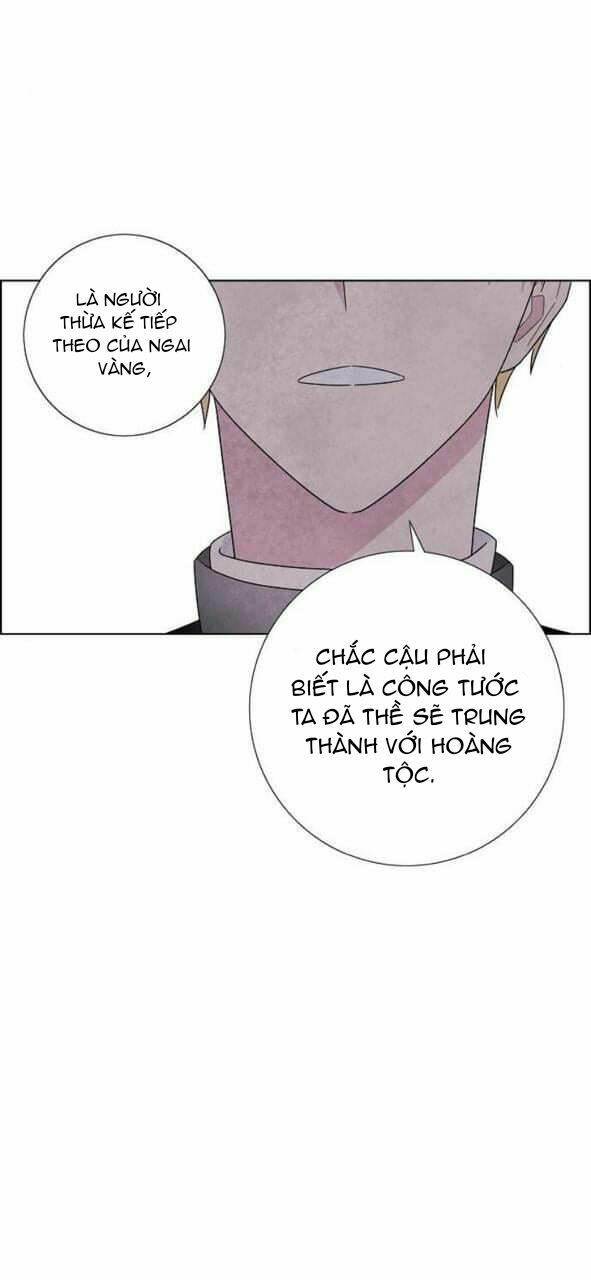 LÀ NGƯỜI
THỪA KẾ TIẾP
THEO CỦA NGAI
VÀNG,
CHẮC CẬU PHẢI
BIẾT LÀ CÔNG TƯỚC
TA ĐÃ THỀ SẼ TRUNG
THÀNH VỚI HOÀNG
TỘC.